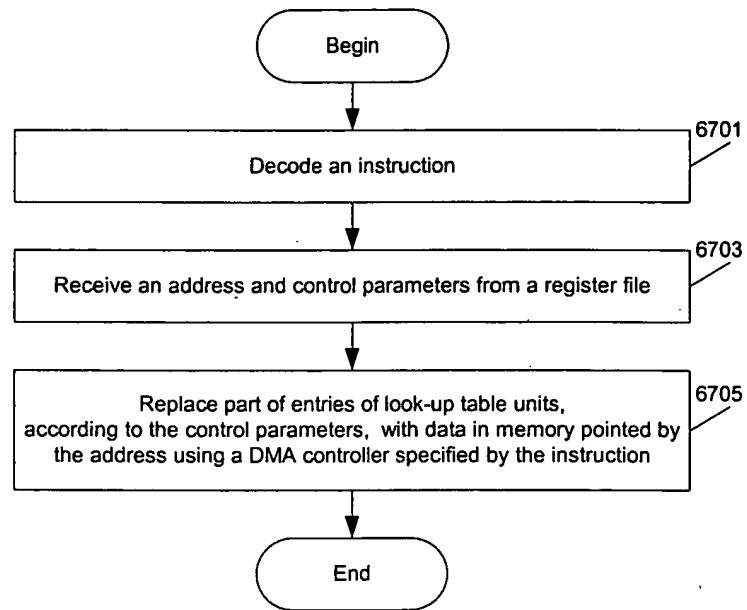 Begin
6701
Decode an instruction
6703
Receive an address and control parameters from a register file
6705
Replace part of entries of look-up table units,
according to the control parameters, with data in memory pointed by
the address using a DMA controller specified by the instruction
End